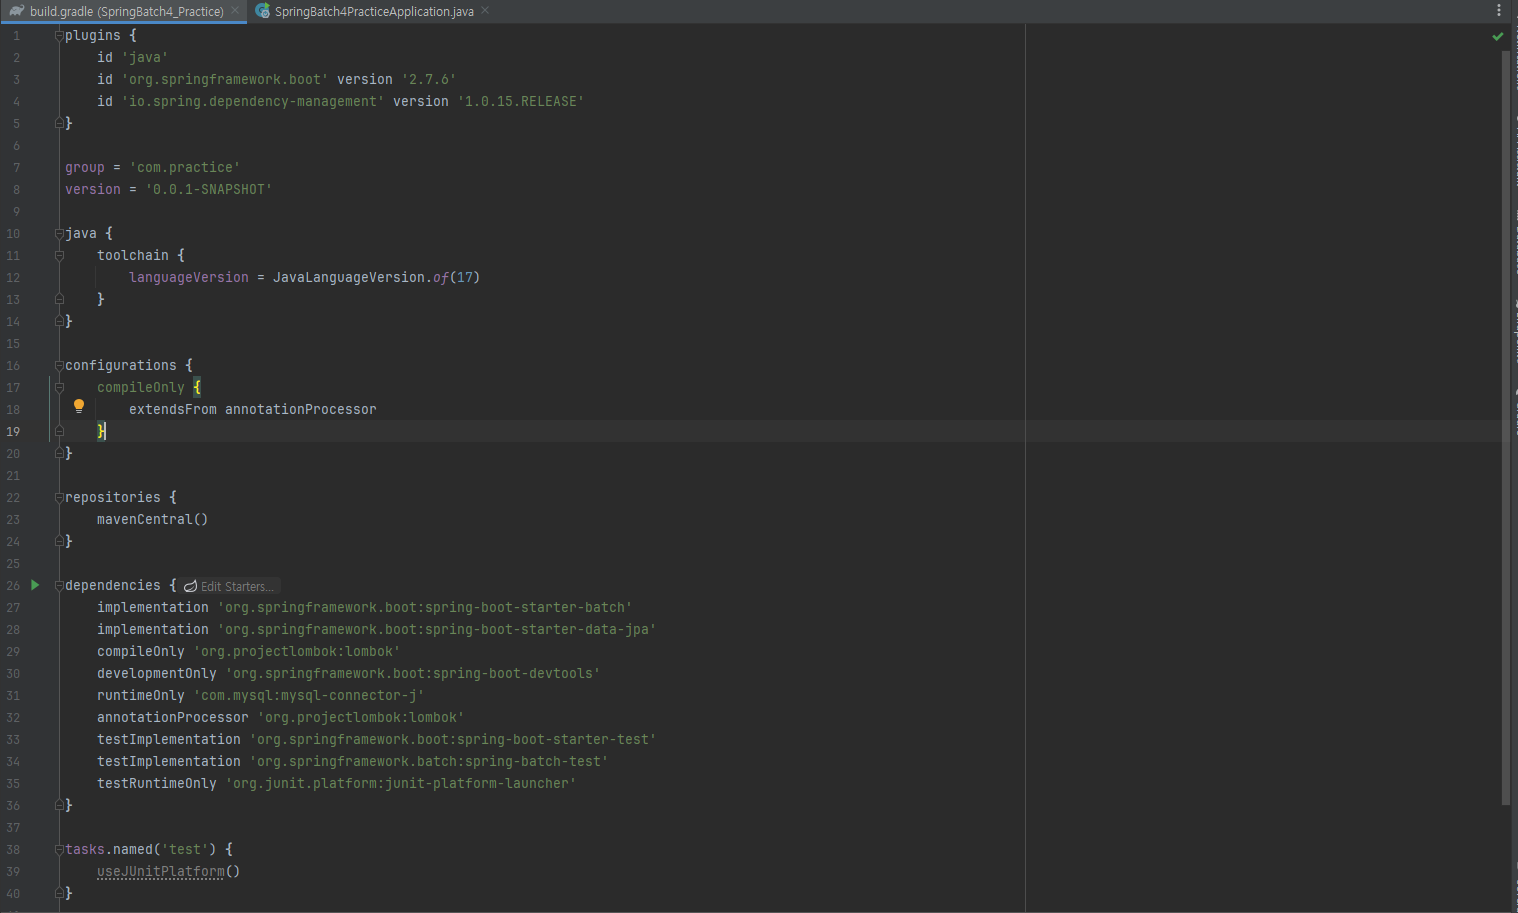 build.gradle (SpringBatch4_Practice)
SpringBatch4PracticeApplication.java
1 plugins {
2 id 'java'
3 id 'org.springframework.boot' version '2.7.6'
4 id 'io.spring.dependency-management' version '1.0.15.RELEASE'
5 }
6
7 group = 'com.practice'
8 version = '0.0.1-SNAPSHOT'
9
10 java {
11 toolchain {
12 languageVersion = JavaLanguageVersion.of(17)
13 }
14 }
15
16 configurations {
17 compileOnly {
18 extendsFrom annotationProcessor
19 }
20 }
21
22 repositories {
23 mavenCentral()
24 }
25
26 dependencies { Edit Starters...
27 implementation 'org.springframework.boot:spring-boot-starter-batch'
28 implementation 'org.springframework.boot:spring-boot-starter-data-jpa'
29 compileOnly 'org.projectlombok:lombok'
30 developmentOnly 'org.springframework.boot:spring-boot-devtools'
31 runtimeOnly 'com.mysql:mysql-connector-j'
32 annotationProcessor 'org.projectlombok:lombok'
33 testImplementation 'org.springframework.boot:spring-boot-starter-test'
34 testImplementation 'org.springframework.batch:spring-batch-test'
35 testRuntimeOnly 'org.junit.platform:junit-platform-launcher'
36 }
37
38 tasks.named('test') {
39 useJUnitPlatform()
40 }